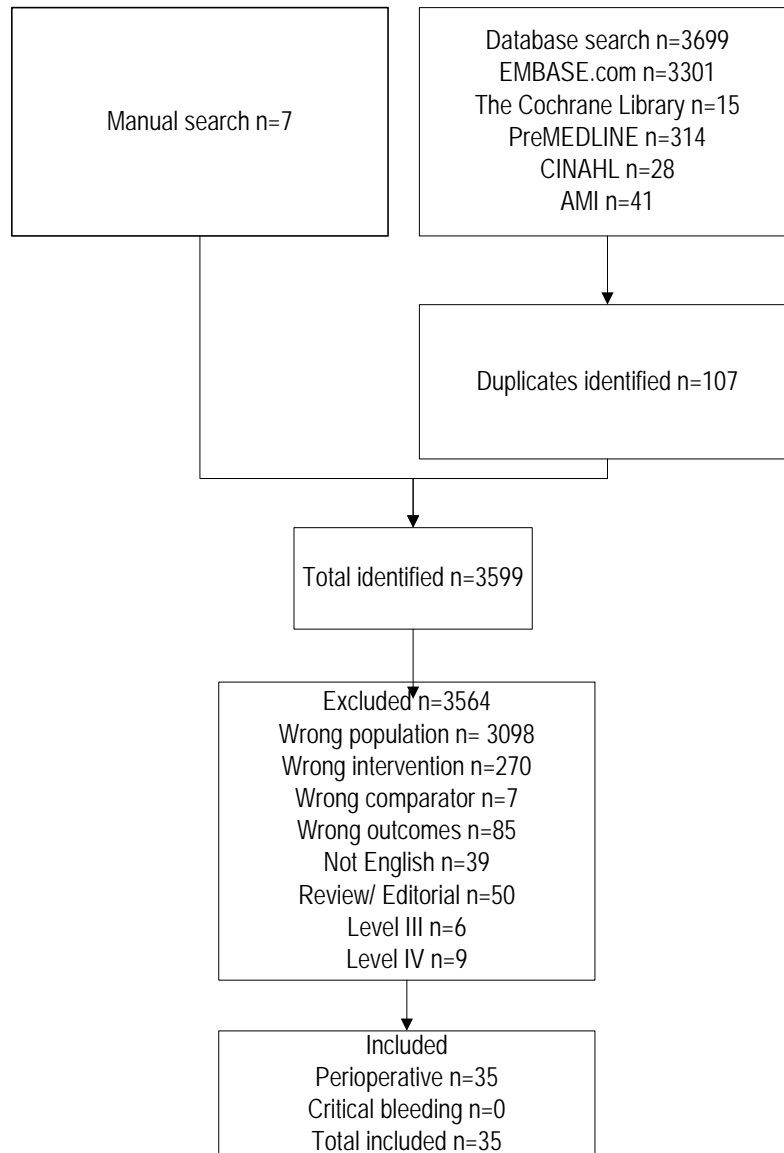 Manual search n=7
Database search n=3699
EMBASE.com n=3301
The Cochrane Library n=15
PreMEDLINE n=314
CINAHL n=28
AMI n=41
Duplicates identified n=107
Total identified n=3599
Excluded n=3564
Wrong population n= 3098
Wrong intervention n=270
Wrong comparator n=7
Wrong outcomes n=85
Not English n=39
Review/ Editorial n=50
Level III n=6
Level IV n=9
Included
Perioperative n=35
Critical bleeding n=0
Total included n=35